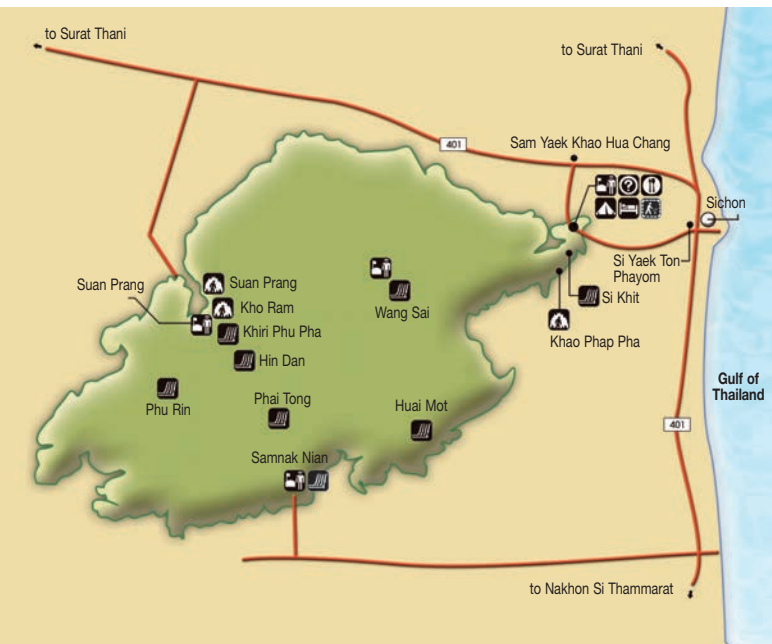 to Surat Thani
to Surat Thani
401
Sam Yaek Khao Hua Chang
?
Sichon
Si Yaek Ton
Phayom
Suan Prang
Suan Prang
Kho Ram
Khiri Phu Pha
Hin Dan
Wang Sai
Si Khit
Khao Phap Pha
Phu Rin
Phai Tong
Huai Mot
Gulf of
Thailand
401
Samnak Nian
to Nakhon Si Thammarat